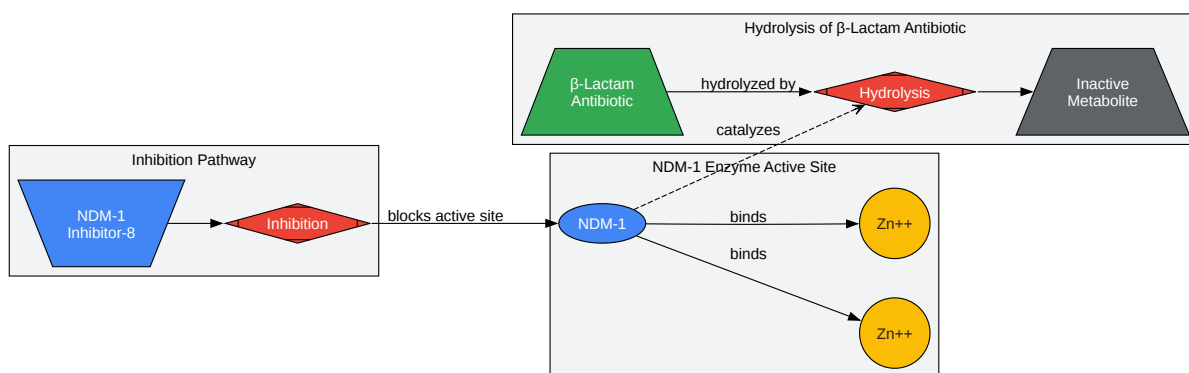 Hydrolysis of β-Lactam Antibiotic
β-Lactam
Antibiotic
hydrolyzed by
Hydrolysis
Inactive
Metabolite
catalyzes
Inhibition Pathway
NDM-1
Inhibitor-8
Inhibition
blocks active site
NDM-1 Enzyme Active Site
NDM-1
binds
Zn++
binds
Zn++